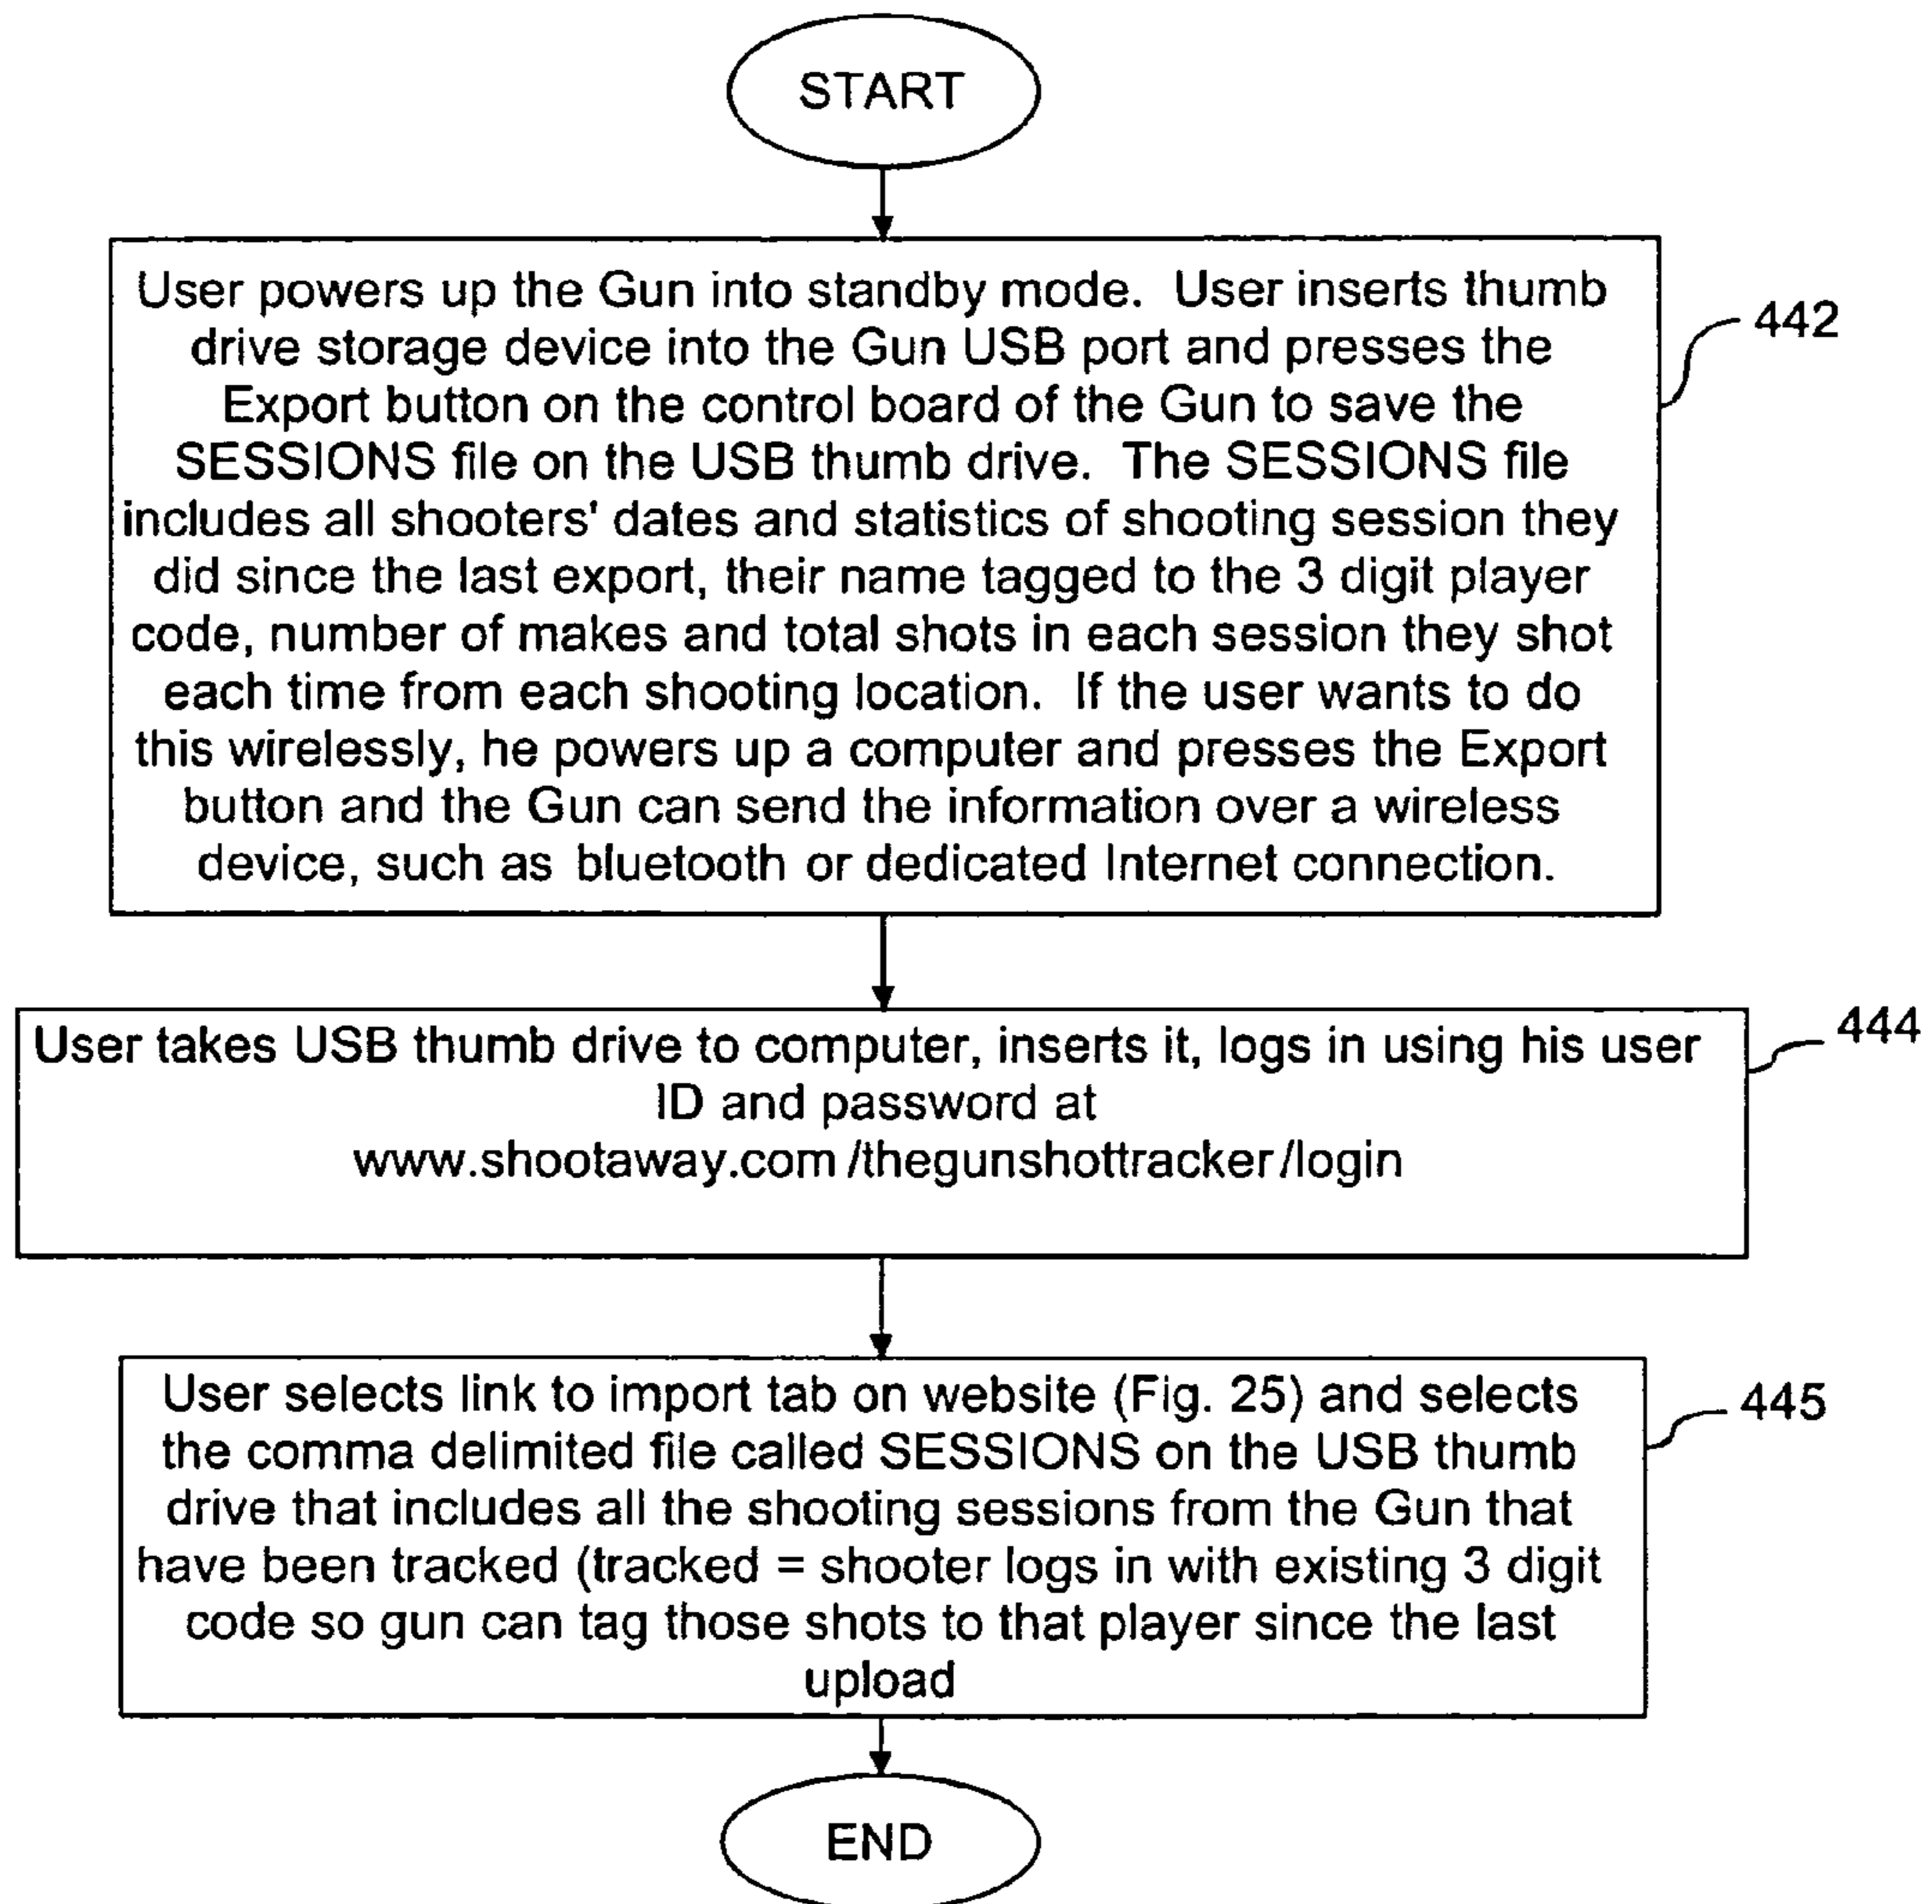 START
User powers up the Gun into standby mode. User inserts thumb
drive storage device into the Gun USB port and presses the
Export button on the control board of the Gun to save the
SESSIONS file on the USB thumb drive. The SESSIONS file
includes all shooters' dates and statistics of shooting session they
did since the last export, their name tagged to the 3 digit player
code, number of makes and total shots in each session they shot
each time from each shooting location. If the user wants to do
this wirelessly, he powers up a computer and presses the Export
button and the Gun can send the information over a wireless
device, such as bluetooth or dedicated Internet connection.
442
User takes USB thumb drive to computer, inserts it, logs in using his user
ID and password at
www.shootaway.com/thegunshottracker/login
444
User selects link to import tab on website (Fig. 25) and selects
the comma delimited file called SESSIONS on the USB thumb
drive that includes all the shooting sessions from the Gun that
have been tracked (tracked = shooter logs in with existing 3 digit
code so gun can tag those shots to that player since the last
upload
445
END